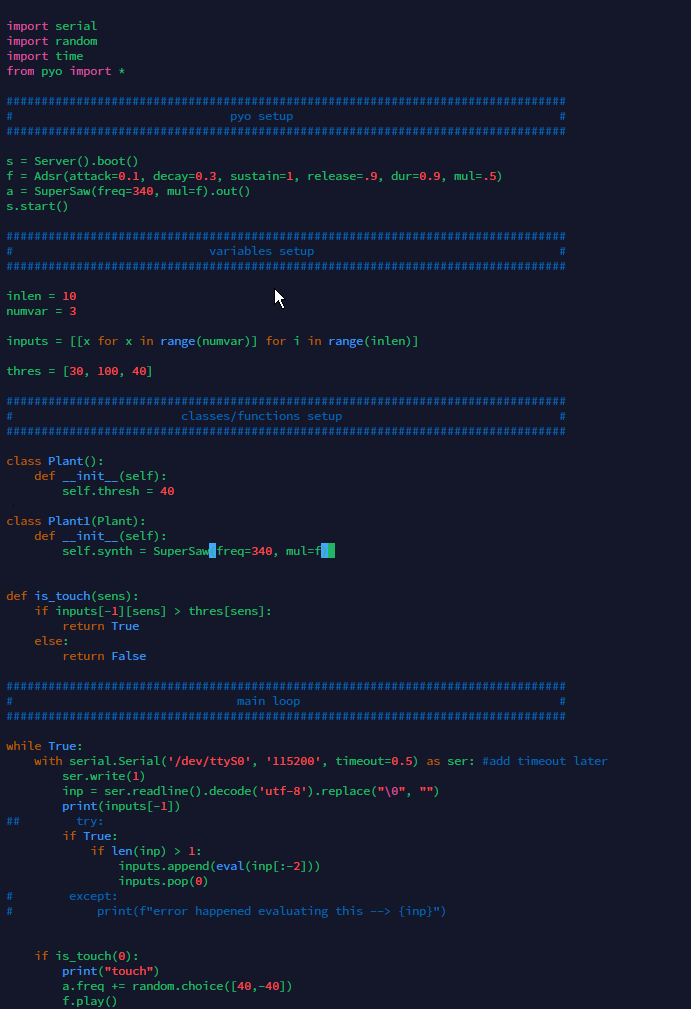 import serial
import random
import time
from pyo import *
################################################################################
#                               pyo setup                                      #
################################################################################
s = Server().boot()
f = Adsr(attack=0.1, decay=0.3, sustain=1, release=.9, dur=0.9, mul=.5)
a = SuperSaw(freq=340, mul=f).out()
s.start()
################################################################################
#                            variables setup                                   #
################################################################################
inlen = 10
numvar = 3
inputs = [[x for x in range(numvar)] for i in range(inlen)]
thres = [30, 100, 40]
################################################################################
#                        classes/functions setup                               #
################################################################################
class Plant():
    def __init__(self):
        self.thresh = 40
class Plant1(Plant):
    def __init__(self):
        self.synth = SuperSaw(freq=340, mul=f)
def is_touch(sens):
    if inputs[-1][sens] > thres[sens]:
        return True
    else:
        return False
################################################################################
#                                main loop                                     #
################################################################################
while True:
    with serial.Serial('/dev/ttyS0', '115200', timeout=0.5) as ser: #add timeout later
        ser.write(1)
        inp = ser.readline().decode('utf-8').replace("\0", "")
        print(inputs[-1])
##        try:
        if True:
            if len(inp) > 1:
                inputs.append(eval(inp[:-2]))
                inputs.pop(0)
#        except:
#            print(f"error happened evaluating this --> {inp}")
    if is_touch(0):
        print("touch")
        a.freq += random.choice([40,-40])
        f.play()